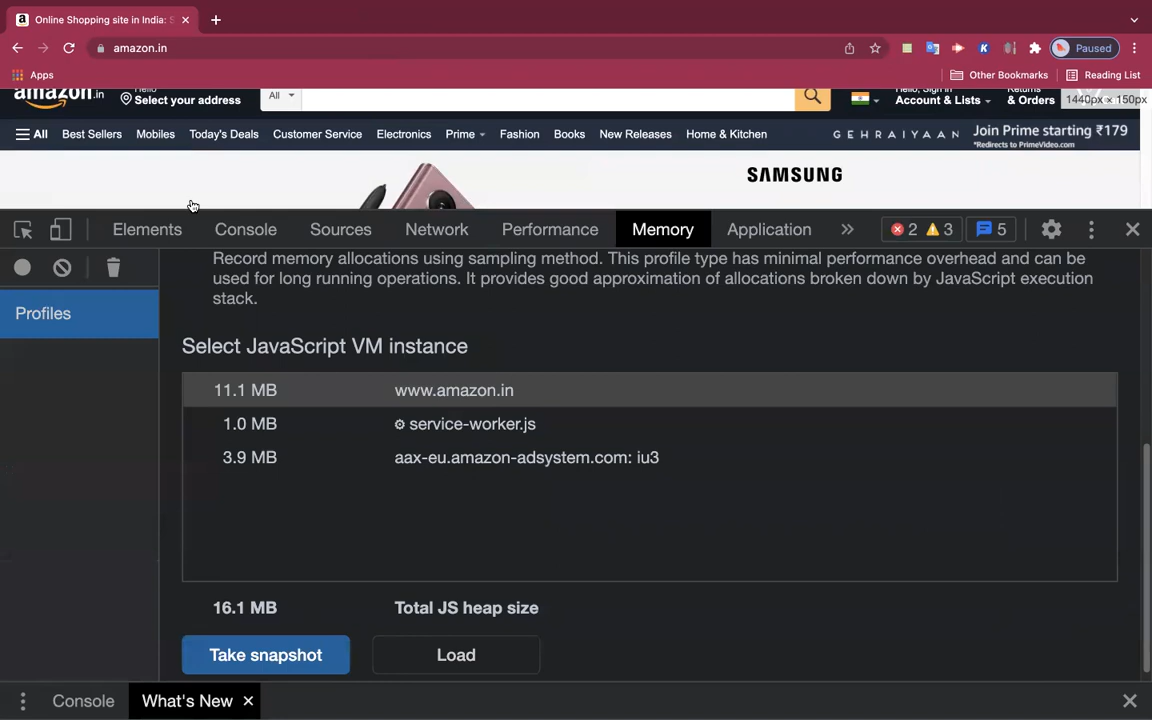 Online Shopping site in India: S
amazon.in
Paused
Apps
Other Bookmarks
Reading List
amazon.in
Hello
Select your address
All
Hello, Sign in
Account & Lists
Returns
& Orders
1440px × 150px
All
Best Sellers
Mobiles
Today's Deals
Customer Service
Electronics
Prime
Fashion
Books
New Releases
Home & Kitchen
GEHRAIYAAN
Join Prime starting ₹179
*Redirects to PrimeVideo.com
SAMSUNG
Elements
Console
Sources
Network
Performance
Memory
Application
2
3
5
Profiles
Record memory allocations using sampling method. This profile type has minimal performance overhead and can be
used for long running operations. It provides good approximation of allocations broken down by JavaScript execution
stack.
Select JavaScript VM instance
11.1 MB www.amazon.in
1.0 MB service-worker.js
3.9 MB aax-eu.amazon-adsystem.com: iu3
16.1 MB Total JS heap size
Take snapshot
Load
Console
What's New